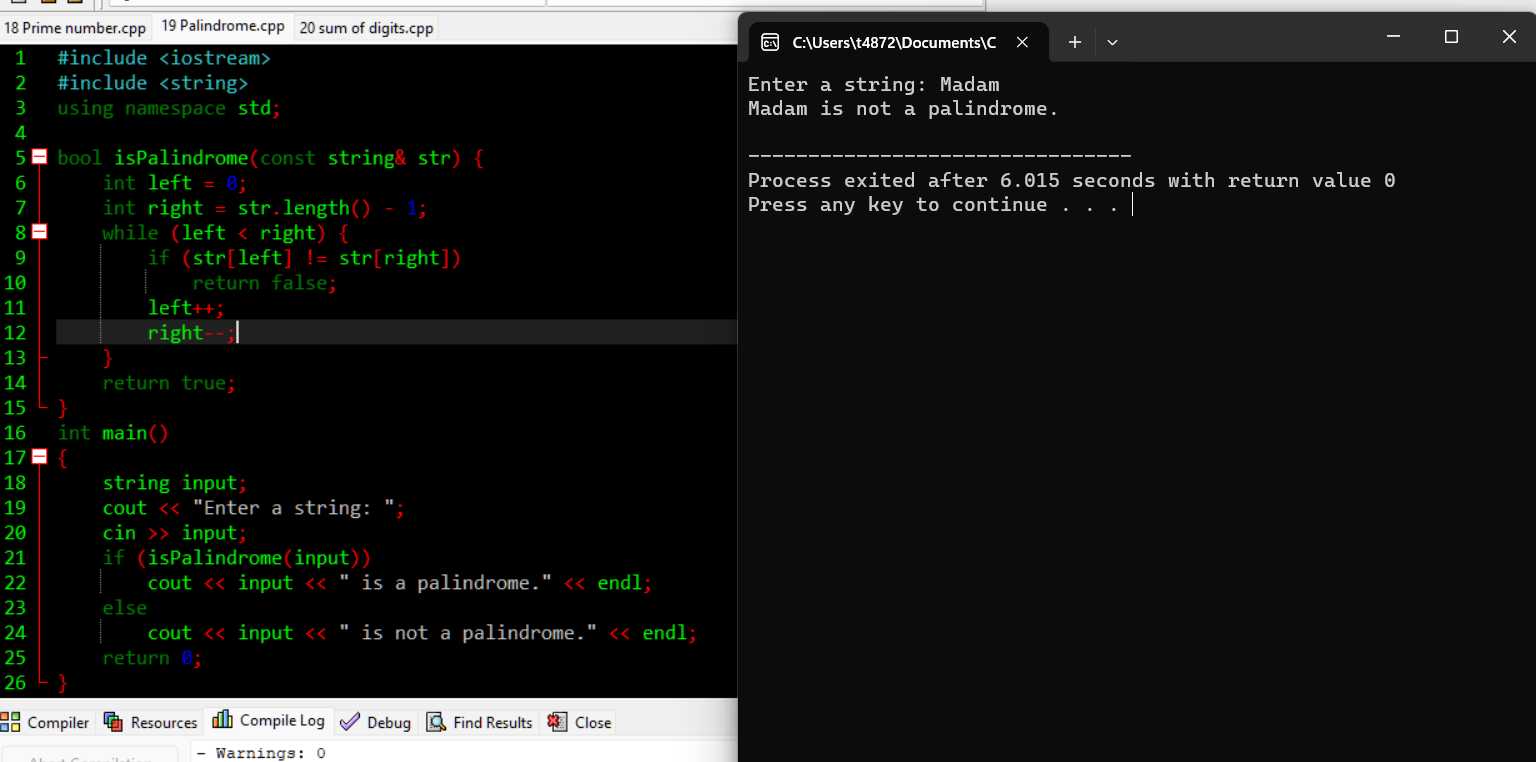 18 Prime number.cpp 19 Palindrome.cpp 20 sum of digits.cpp
1 #include <iostream>
2 #include <string>
3 using namespace std;
4
5 bool isPalindrome(const string& str) {
6 int left = 0;
7 int right = str.length() - 1;
8 while (left < right) {
9 if (str[left] != str[right])
10 return false;
11 left++;
12 right--;
13 }
14 return true;
15 }
16 int main()
17 {
18 string input;
19 cout << "Enter a string: ";
20 cin >> input;
21 if (isPalindrome(input))
22 cout << input << " is a palindrome." << endl;
23 else
24 cout << input << " is not a palindrome." << endl;
25 return 0;
26 }
Compiler Resources Compile Log Debug Find Results Close
Abort Compilation
- Warnings: 0
C:\Users\t4872\Documents\C
Enter a string: Madam
Madam is not a palindrome.
--------------------------------
Process exited after 6.015 seconds with return value 0
Press any key to continue . . .